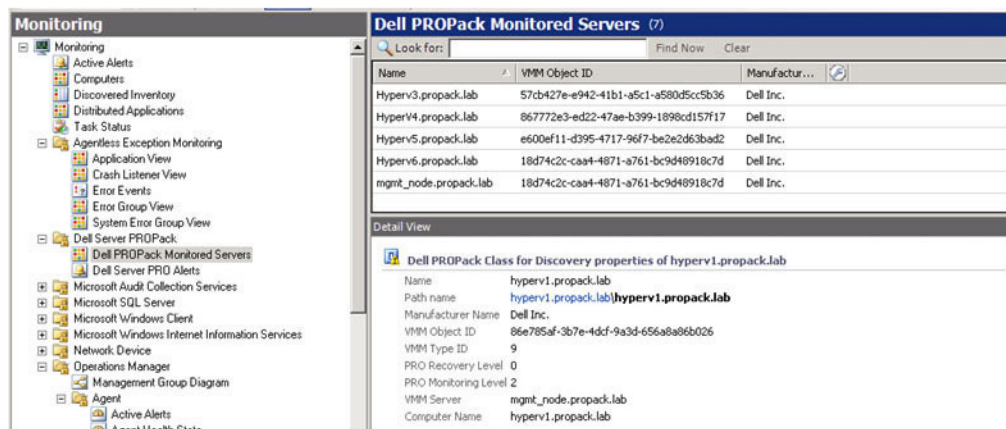 Monitoring
Monitoring
Active Alerts
Computers
Discovered Inventory
Distributed Applications
Task Status
Agentless Exception Monitoring
Application View
Crash Listener View
Error Events
Error Group View
System Error Group View
Dell Server PROPack
Dell PROPack Monitored Servers
Dell Server PRO Alerts
Microsoft Audit Collection Services
Microsoft SQL Server
Microsoft Windows Client
Microsoft Windows Internet Information Services
Network Device
Operations Manager
Management Group Diagram
Agent
Active Alerts
Agent Health State
Dell PROPack Monitored Servers (7)
Look for: Find Now Clear
Name VMM Object ID Manufactur...
Hyperv3.propack.lab 57cb427e-e942-41b1-a5c1-a580d5cc5b36 Dell Inc.
HyperV4.propack.lab 867772e3-ed22-47ae-b399-1898cd157f17 Dell Inc.
Hyperv5.propack.lab e600ef11-d395-4717-96f7-be2e2d63bad2 Dell Inc.
Hyperv6.propack.lab 18d74c2c-caa4-4871-a761-bc9d48918c7d Dell Inc.
mgmt_node.propack.lab 18d74c2c-caa4-4871-a761-bc9d48918c7d Dell Inc.
Detail View
Dell PROPack Class for Discovery properties of hyperv1.propack.lab
Name hyperv1.propack.lab
Path name hyperv1.propack.lab\hyperv1.propack.lab
Manufacturer Name Dell Inc.
VMM Object ID 86e785af-3b7e-4dcf-9a3d-656a8a86b026
VMM Type ID 9
PRO Recovery Level 0
PRO Monitoring Level 2
VMM Server mgmt_node.propack.lab
Computer Name hyperv1.propack.lab